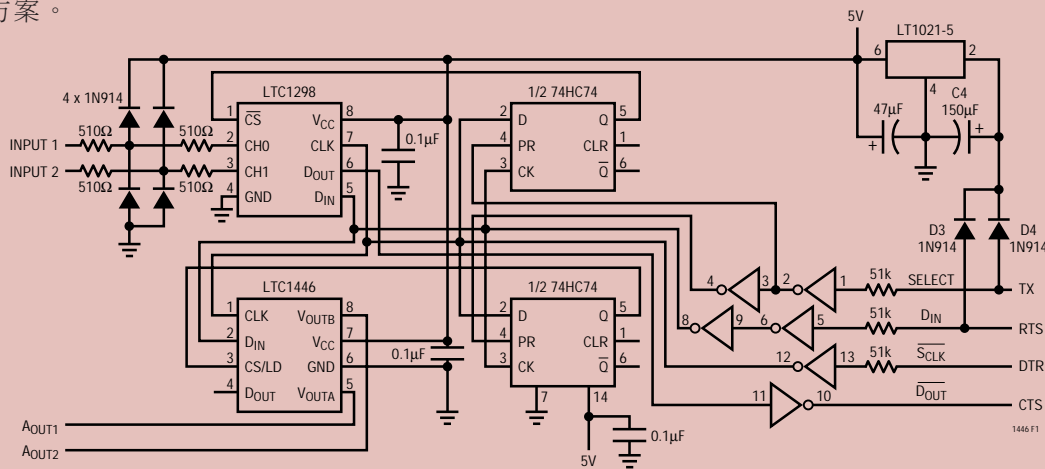 方案。
5V
LT1021-5
6
2
4
47µF
C4
150µF
+
+
4 x 1N914
510Ω
510Ω
INPUT 1
INPUT 2
510Ω
510Ω
LTC1298
1 CS VCC 8
2 CH0 CLK 7
3 CH1 DOUT 6
4 GND DIN 5
0.1µF
1/2 74HC74
2 D Q 5
4 PR CLR 1
3 CK Q 6
D3
1N914
D4
1N914
4 3 2 1 51k SELECT TX
8 9 6 5 51k DIN RTS
12 13 51k SCLK DTR
11 10 DOUT CTS
LTC1446
1 CLK VOUTB 8
2 DIN VCC 7
3 CS/LD GND 6
4 DOUT VOUTA 5
0.1µF
1/2 74HC74
2 D Q 5
4 PR CLR 1
3 CK Q 6
7
14
0.1µF
5V
AOUT1
AOUT2
1446 F1